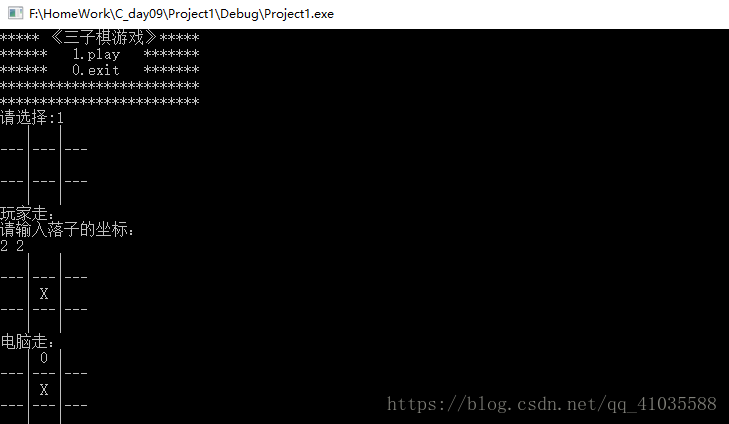 F:\HomeWork\C_day09\Project1\Debug\Project1.exe
***** 《三子棋游戏》*****
****** 1.play *******
****** 0.exit *******
*************************
*************************
请选择:1
| |
---|---|---
| |
---|---|---
| |
玩家走:
请输入落子的坐标:
2 2
| |
---|---|---
| X |
---|---|---
| |
电脑走:
| 0 |
---|---|---
| X |
---|---|---
| |
https://blog.csdn.net/qq_41035588